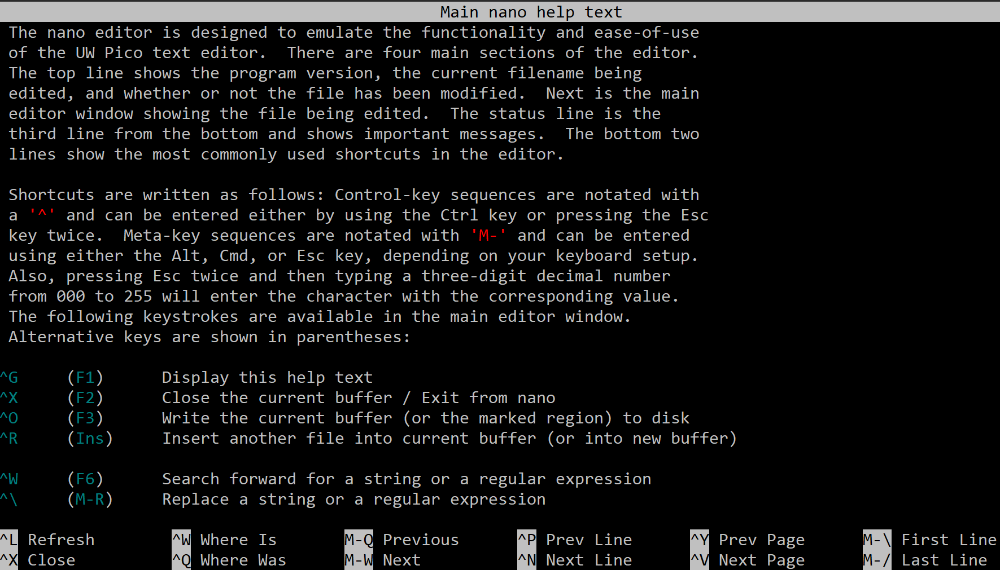 Main nano help text
The nano editor is designed to emulate the functionality and ease-of-use
of the UW Pico text editor.  There are four main sections of the editor.
The top line shows the program version, the current filename being
edited, and whether or not the file has been modified.  Next is the main
editor window showing the file being edited.  The status line is the
third line from the bottom and shows important messages.  The bottom two
lines show the most commonly used shortcuts in the editor.

Shortcuts are written as follows: Control-key sequences are notated with
a '^' and can be entered either by using the Ctrl key or pressing the Esc
key twice.  Meta-key sequences are notated with 'M-' and can be entered
using either the Alt, Cmd, or Esc key, depending on your keyboard setup.
Also, pressing Esc twice and then typing a three-digit decimal number
from 000 to 255 will enter the character with the corresponding value.
The following keystrokes are available in the main editor window.
Alternative keys are shown in parentheses:

^G     (F1)      Display this help text
^X     (F2)      Close the current buffer / Exit from nano
^O     (F3)      Write the current buffer (or the marked region) to disk
^R     (Ins)     Insert another file into current buffer (or into new buffer)

^W     (F6)      Search forward for a string or a regular expression
^\     (M-R)     Replace a string or a regular expression

^L Refresh        ^W Where Is       M-Q Previous      ^P Prev Line      ^Y Prev Page      M-\ First Line
^X Close          ^Q Where Was      M-W Next          ^N Next Line      ^V Next Page      M-/ Last Line